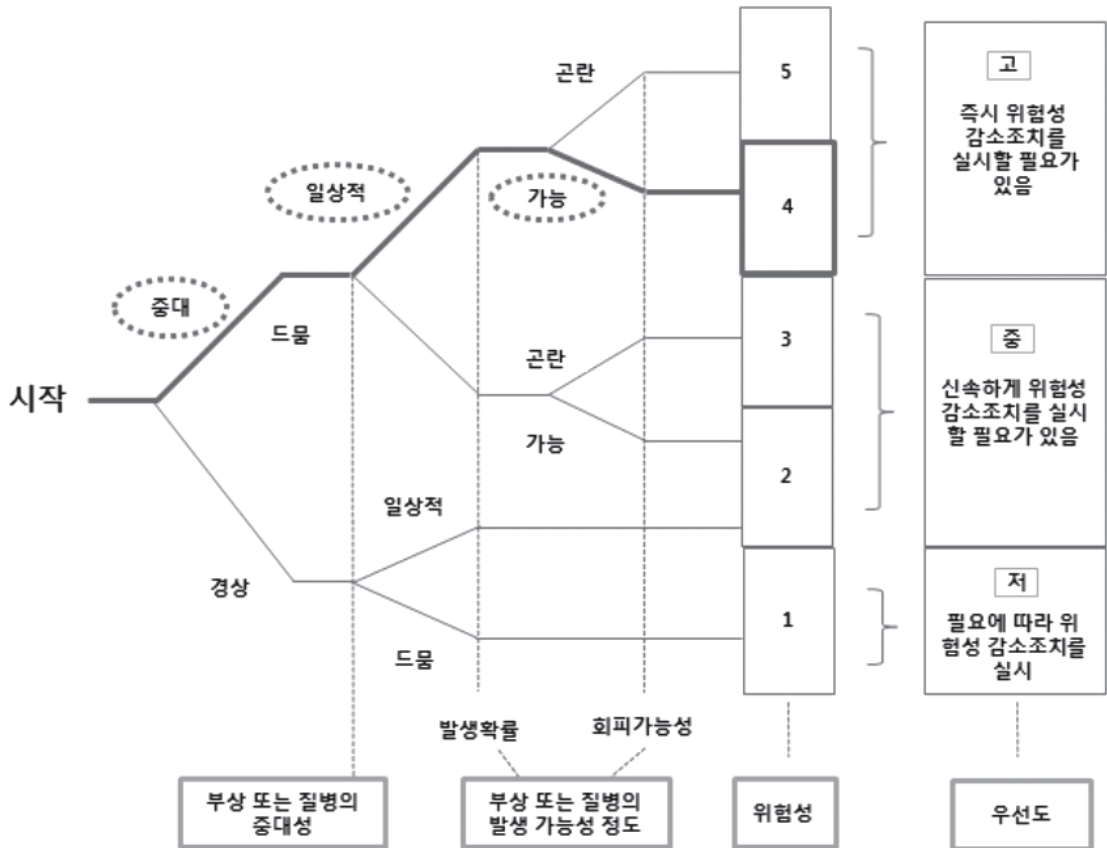 시작
중대
경상
일상적
드뭄
일상적
드뭄
곤란
가능
곤란
가능
5
4
3
2
1
고
즉시 위험성
감소조치를
실시할 필요가
있음
중
신속하게 위험성
감소조치를 실시
할 필요가 있음
저
필요에 따라 위
험성 감소조치를
실시
발생확률
회피가능성
부상 또는 질병의
중대성
부상 또는 질병의
발생 가능성 정도
위험성
우선도